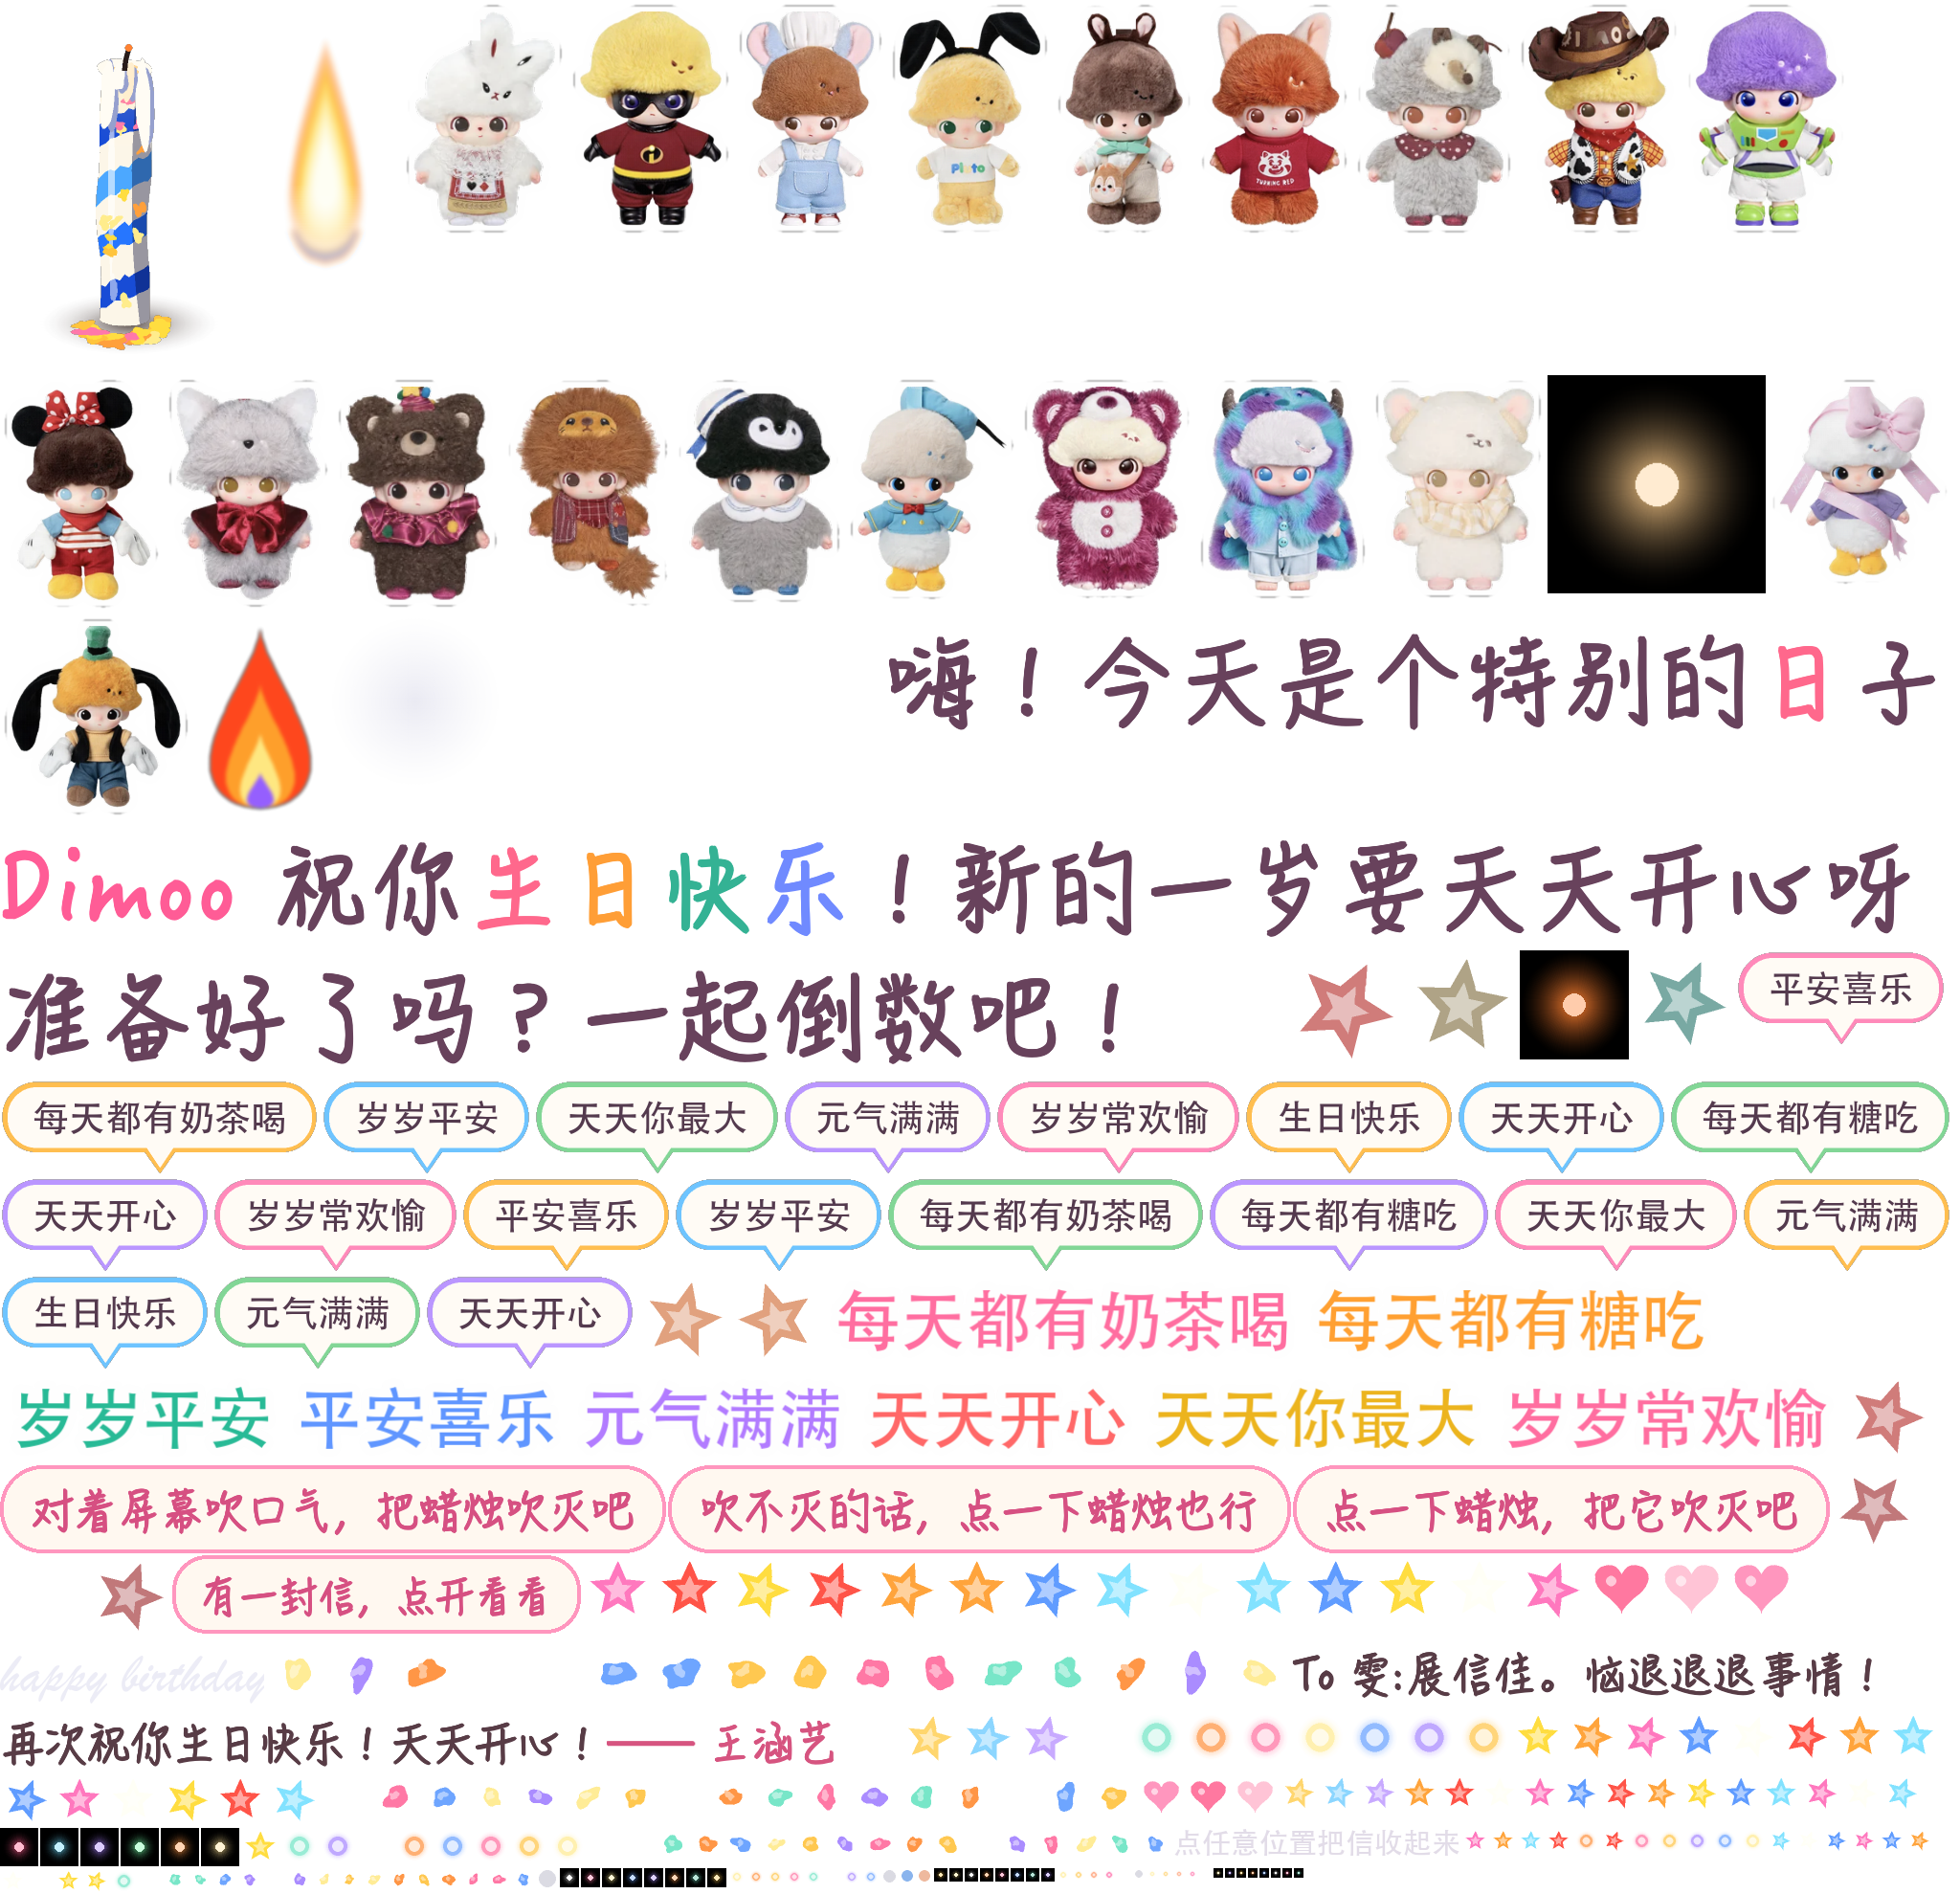 Pluto
TURNING RED
嗨！今天是个特别的日子
Dimoo 祝你生日快乐！新的一岁要天天开心呀
准备好了吗？一起倒数吧！
平安喜乐
每天都有奶茶喝 岁岁平安 天天你最大 元气满满 岁岁常欢愉 生日快乐 天天开心 每天都有糖吃
天天开心 岁岁常欢愉 平安喜乐 岁岁平安 每天都有奶茶喝 每天都有糖吃 天天你最大 元气满满
生日快乐 元气满满 天天开心 每天都有奶茶喝 每天都有糖吃
岁岁平安 平安喜乐 元气满满 天天开心 天天你最大 岁岁常欢愉
对着屏幕吹口气，把蜡烛吹灭吧 吹不灭的话，点一下蜡烛也行 点一下蜡烛，把它吹灭吧
有一封信，点开看看
happy birthday To 雯:展信佳。恼退退退事情！
再次祝你生日快乐！天天开心！—— 王涵艺
点任意位置把信收起来